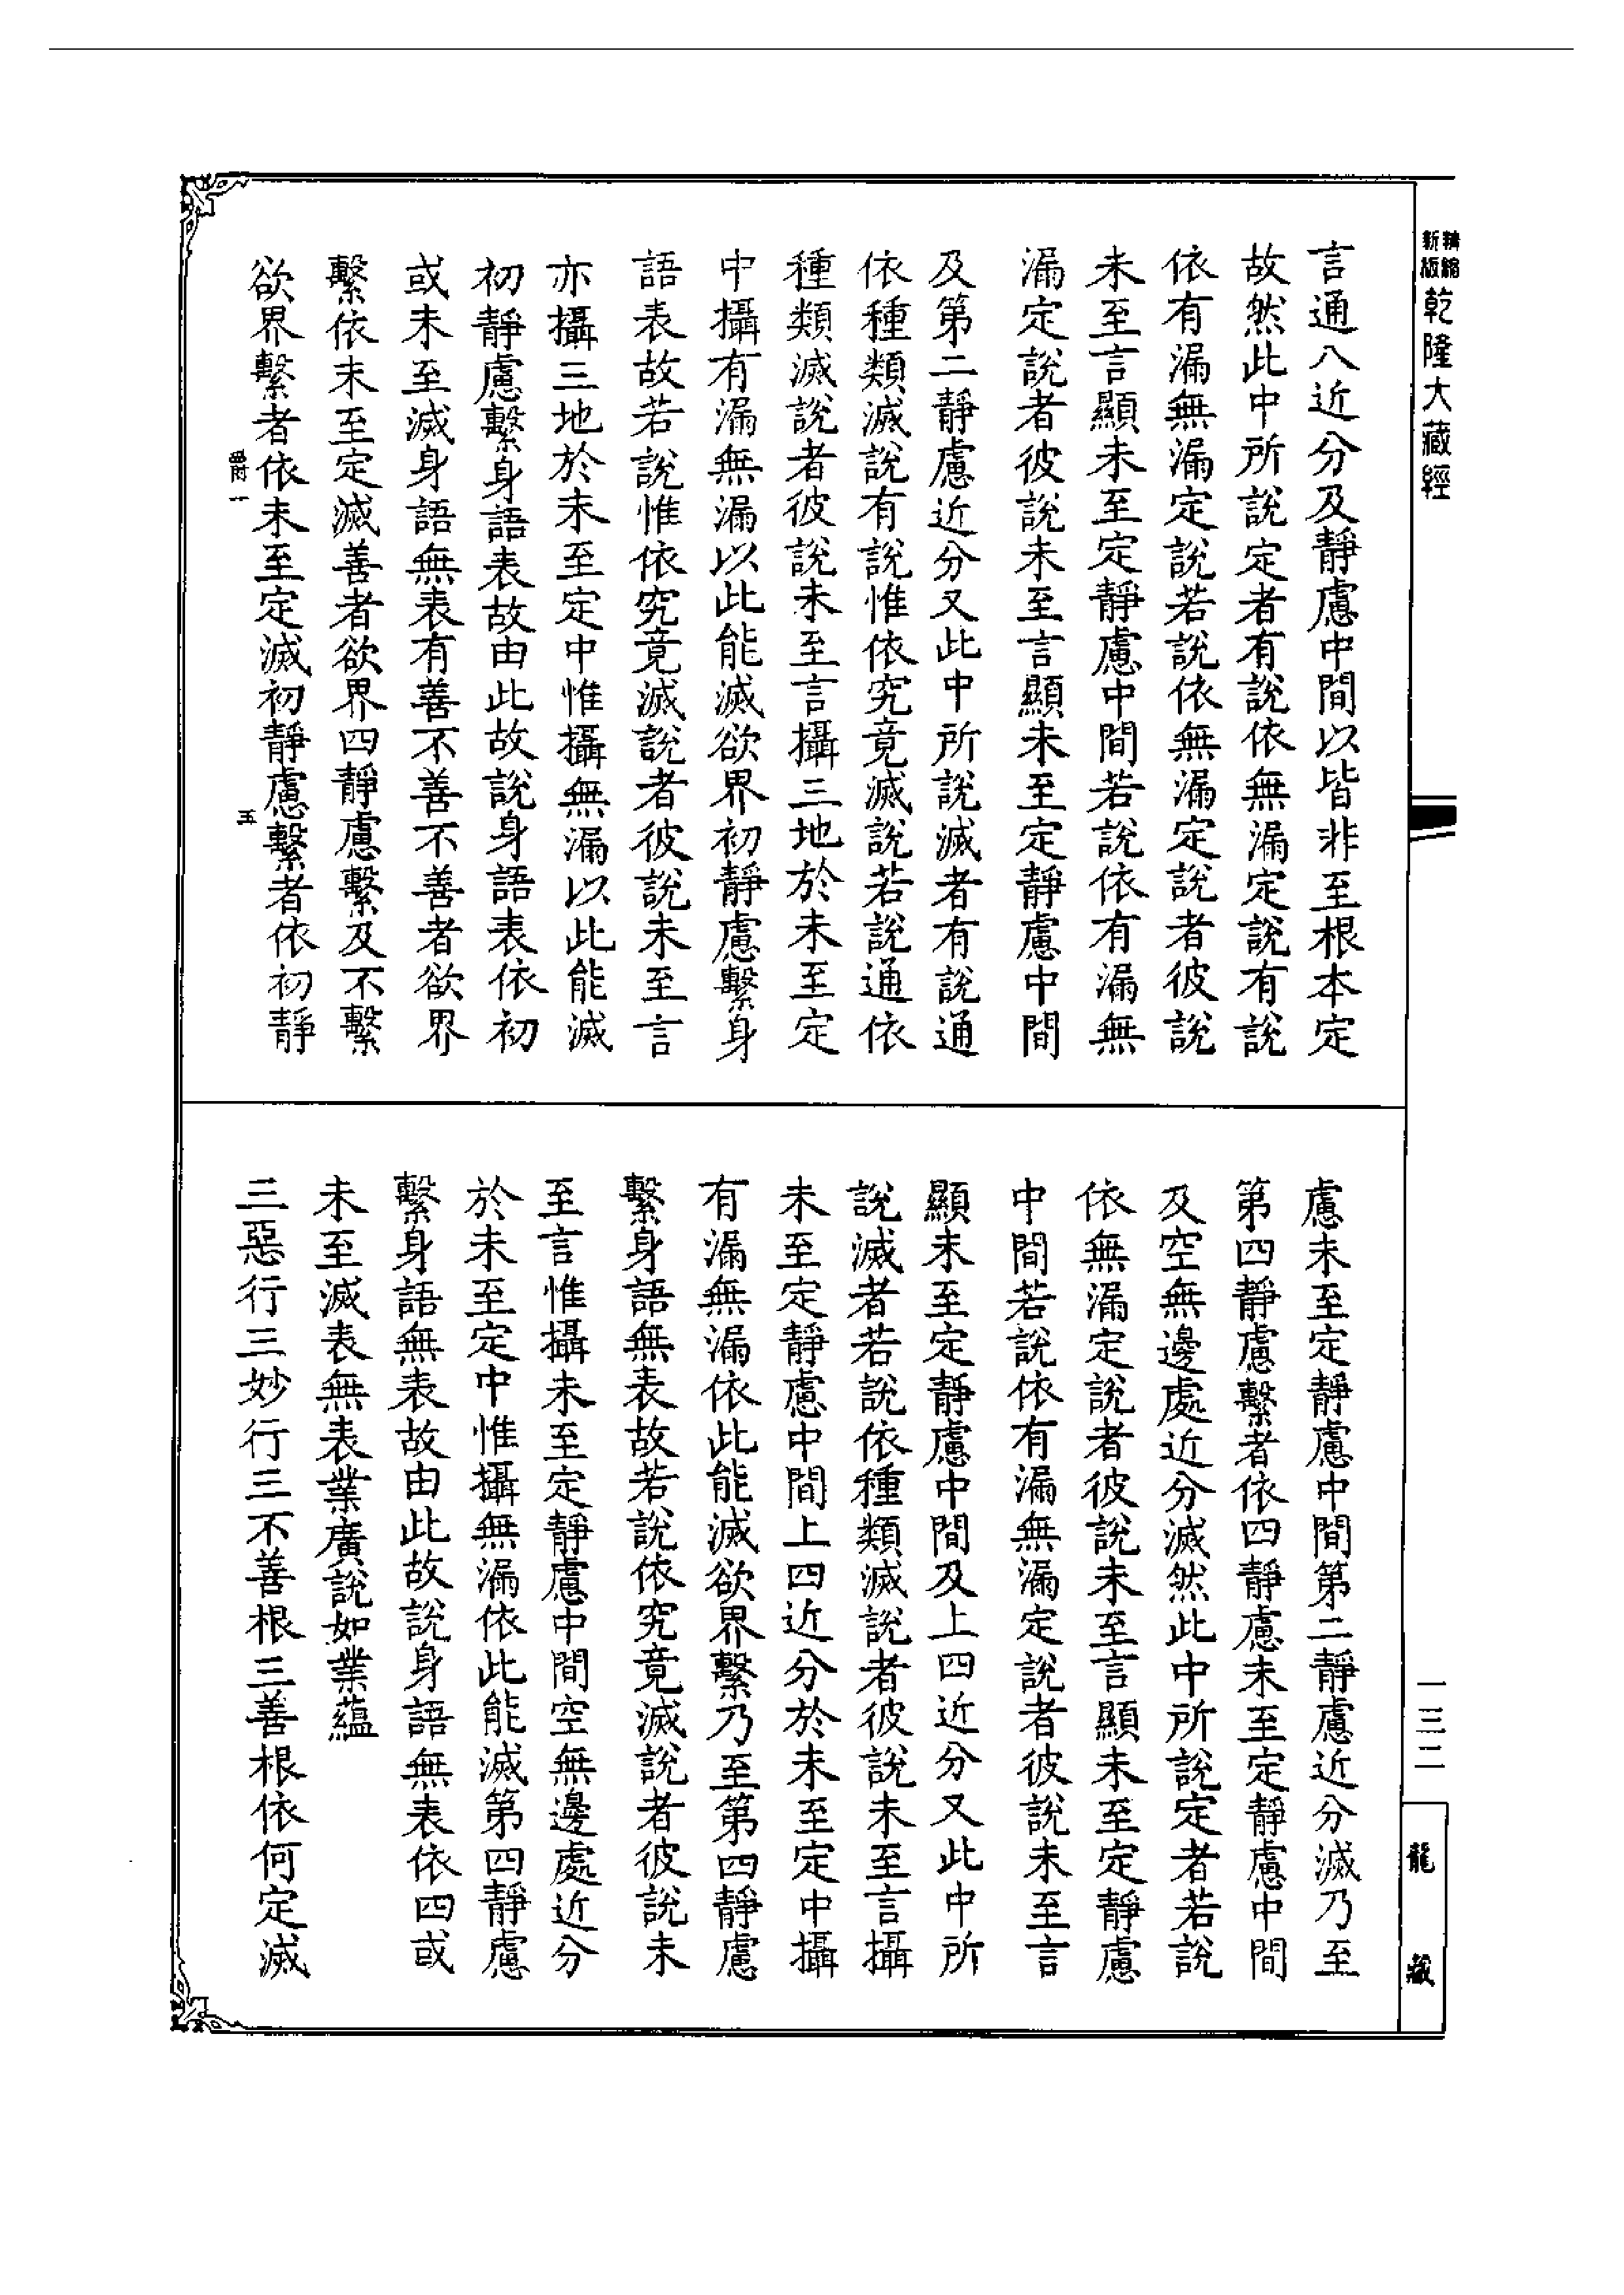 新版精縮乾隆大藏經
言通八近分及靜慮中間以皆非至根本定
故然此中所說定者有說依無漏定說有說
依有漏無漏定說若說依無漏定說者彼說
未至言顯未至定靜慮中間若說依有漏無
漏定說者彼說未至言顯未至定靜慮中間
及第二靜慮近分又此中所說滅者有說通
依種類滅說有說惟依究竟滅說若說通依
種類滅說者彼說未至言攝三地於未至定
中攝有漏無漏以此能滅欲界初靜慮繫身
語表故若說惟依究竟滅說者彼說未至言
亦攝三地於未至定中惟攝無漏以此能滅
初靜慮繫身語表故由此故說身語表依初
或未至滅身語無表有善不善不善者欲界
繫依未至定滅善者欲界四靜慮繫及不繫
欲界繫者依未至定滅初靜慮繫者依初靜
五
慮未至定靜慮中間第二靜慮近分滅乃至
第四靜慮繫者依四靜慮未至定靜慮中間
及空無邊處近分滅然此中所說定者若說
依無漏定說者彼說未至言顯未至定靜慮
中間若說依有漏無漏定說者彼說未至言
顯未至定靜慮中間及上四近分又此中所
說滅者若說依種類滅說者彼說未至言攝
未至定靜慮中間上四近分於未至定中攝
有漏無漏依此能滅欲界繫乃至第四靜慮
繫身語無表故若說依究竟滅說者彼說未
至言惟攝未至定靜慮中間空無邊處近分
於未至定中惟攝無漏依此能滅第四靜慮
繫身語無表故由此故說身語無表依四或
未至滅表無表業廣說如業蘊
三惡行三妙行三不善根三善根依何定滅
一三二
龍藏